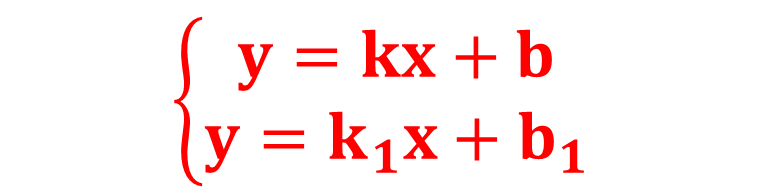 y = kx + b
y = k₁x + b₁